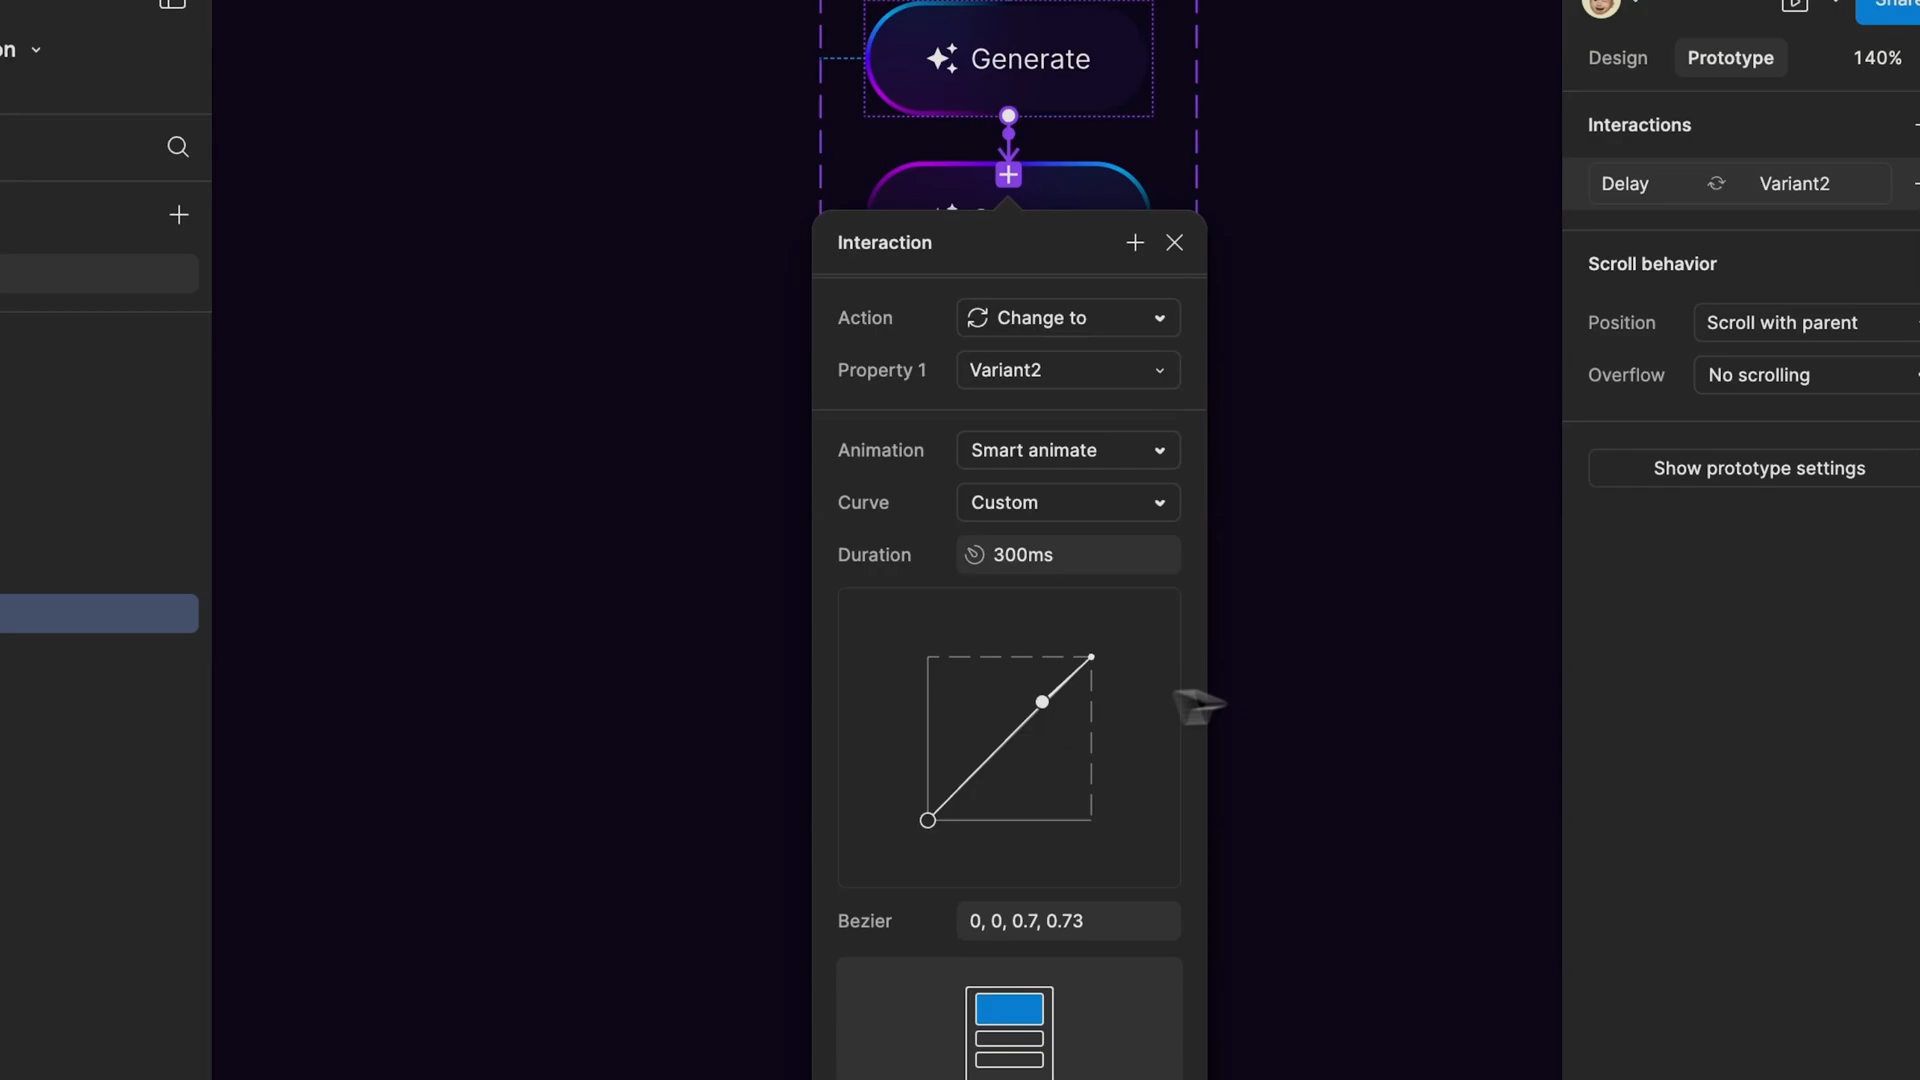 on
Generate
Interaction
Action
Change to
Property 1
Variant2
Animation
Smart animate
Curve
Custom
Duration
300ms
Bezier
0, 0, 0.7, 0.73
Share
Design
Prototype
140%
Interactions
Delay
Variant2
Scroll behavior
Position
Scroll with parent
Overflow
No scrolling
Show prototype settings